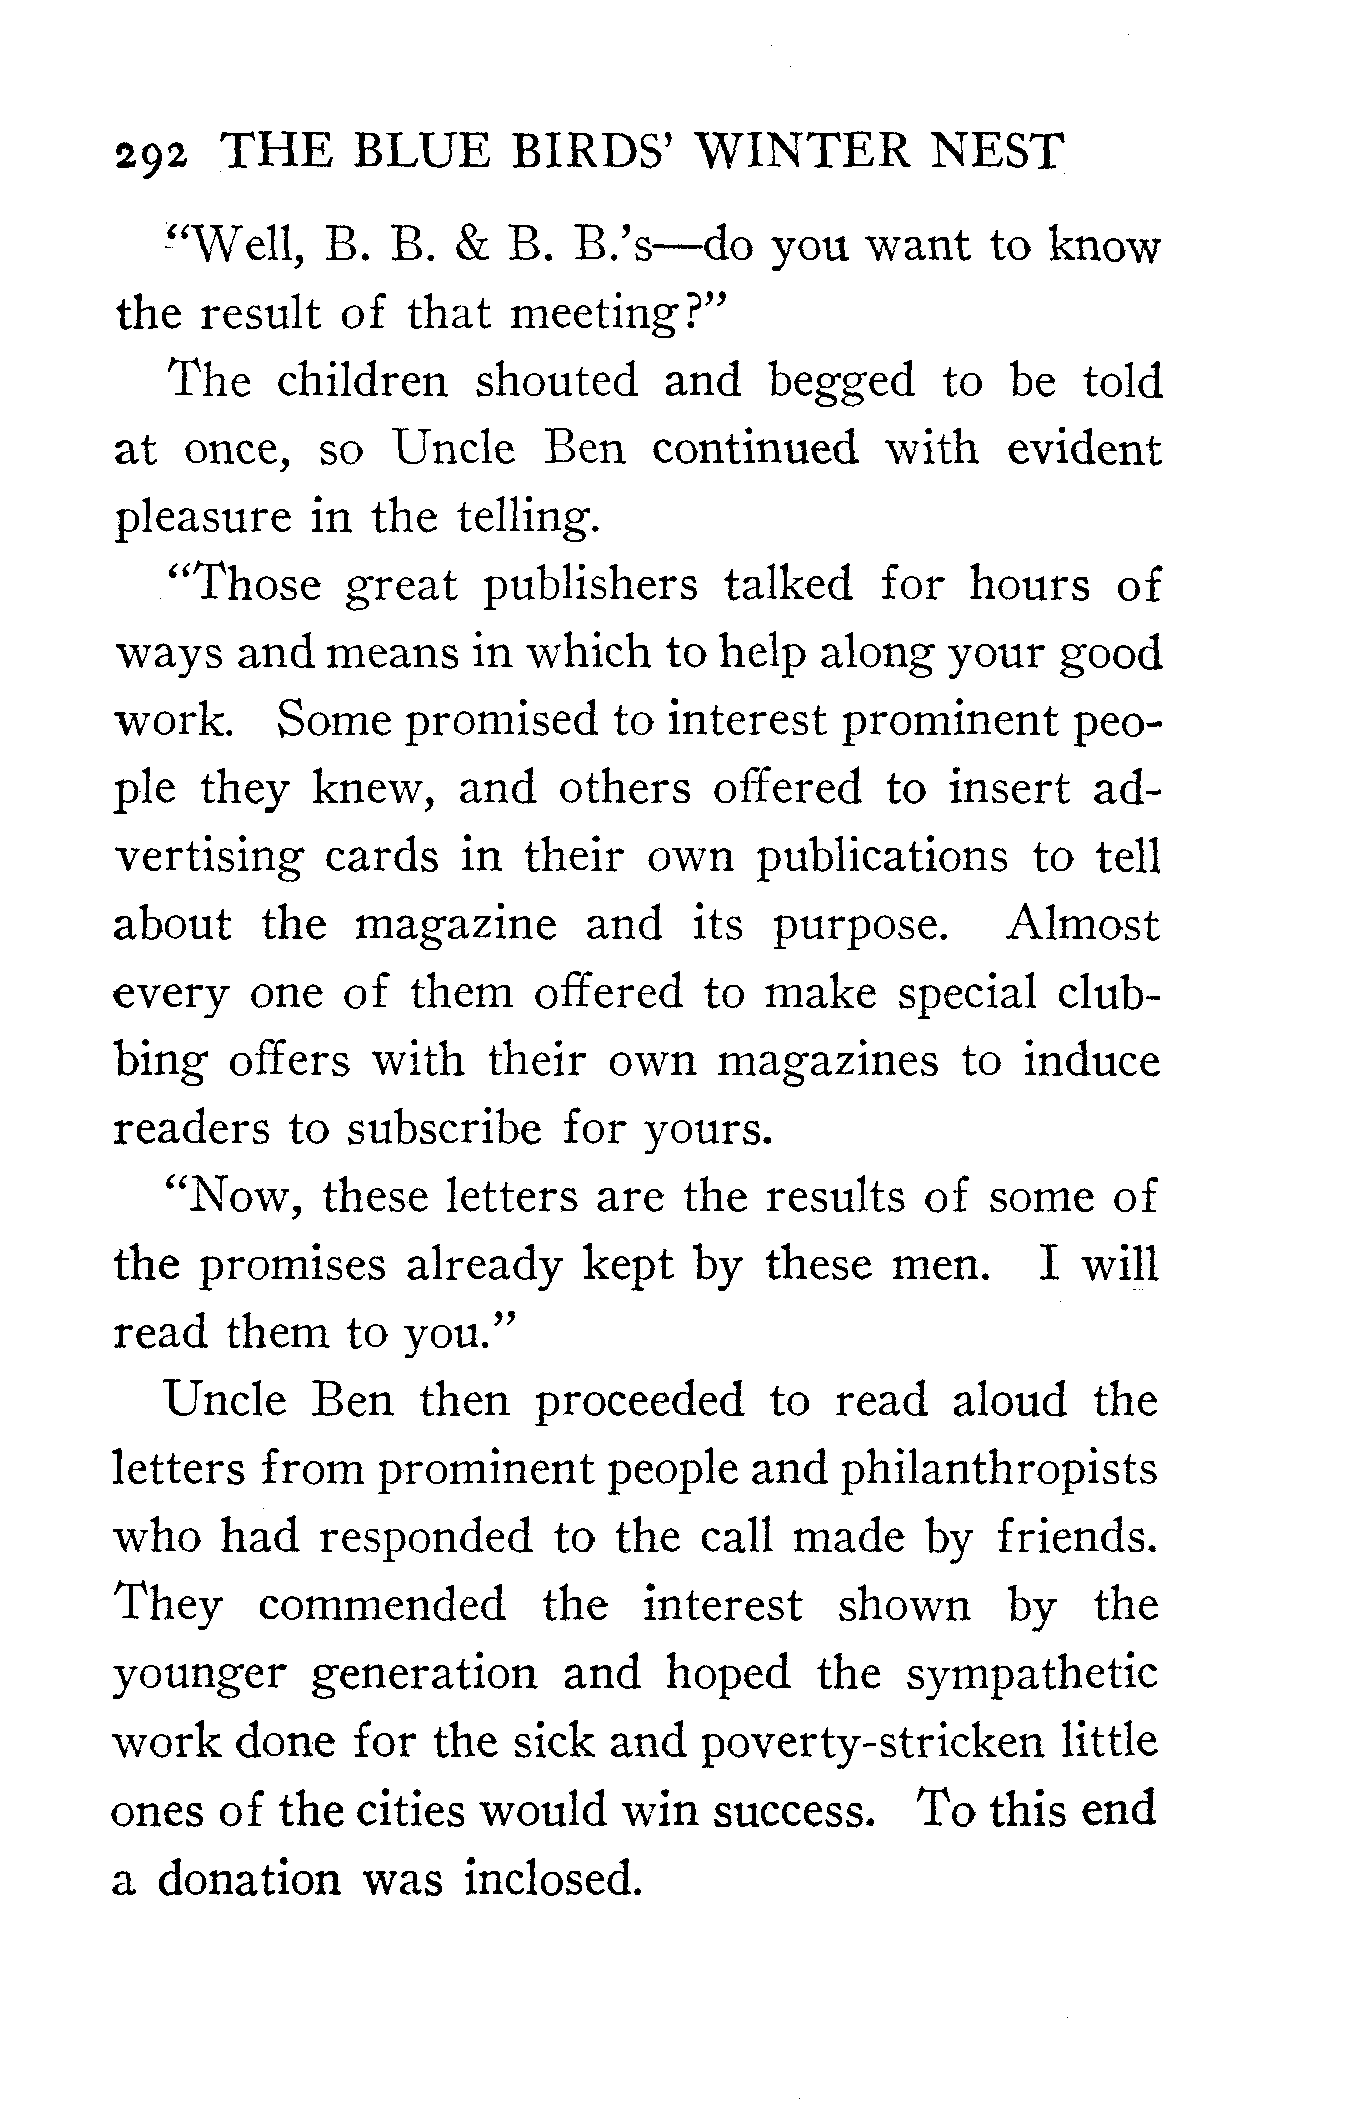 292 THE BLUE BIRDS' WINTER NEST
“Well, B. B. & B. B.'s—do you want to know
the result of that meeting?”
The children shouted and begged to be told
at once, so Uncle Ben continued with evident
pleasure in the telling.
“Those great publishers talked for hours of
ways and means in which to help along your good
work. Some promised to interest prominent peo-
ple they knew, and others offered to insert ad-
vertising cards in their own publications to tell
about the magazine and its purpose. Almost
every one of them offered to make special club-
bing offers with their own magazines to induce
readers to subscribe for yours.
“Now, these letters are the results of some of
the promises already kept by these men. I will
read them to you.”
Uncle Ben then proceeded to read aloud the
letters from prominent people and philanthropists
who had responded to the call made by friends.
They commended the interest shown by the
younger generation and hoped the sympathetic
work done for the sick and poverty-stricken little
ones of the cities would win success. To this end
a donation was inclosed.